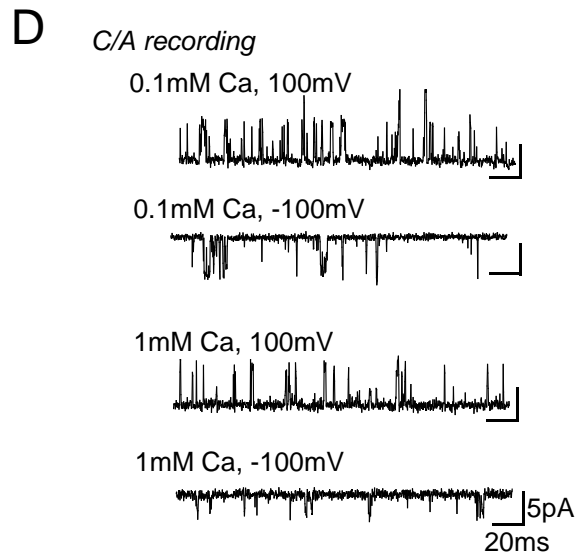 D
C/A recording
0.1mM Ca, 100mV
0.1mM Ca, -100mV
1mM Ca, 100mV
1mM Ca, -100mV
5pA
20ms